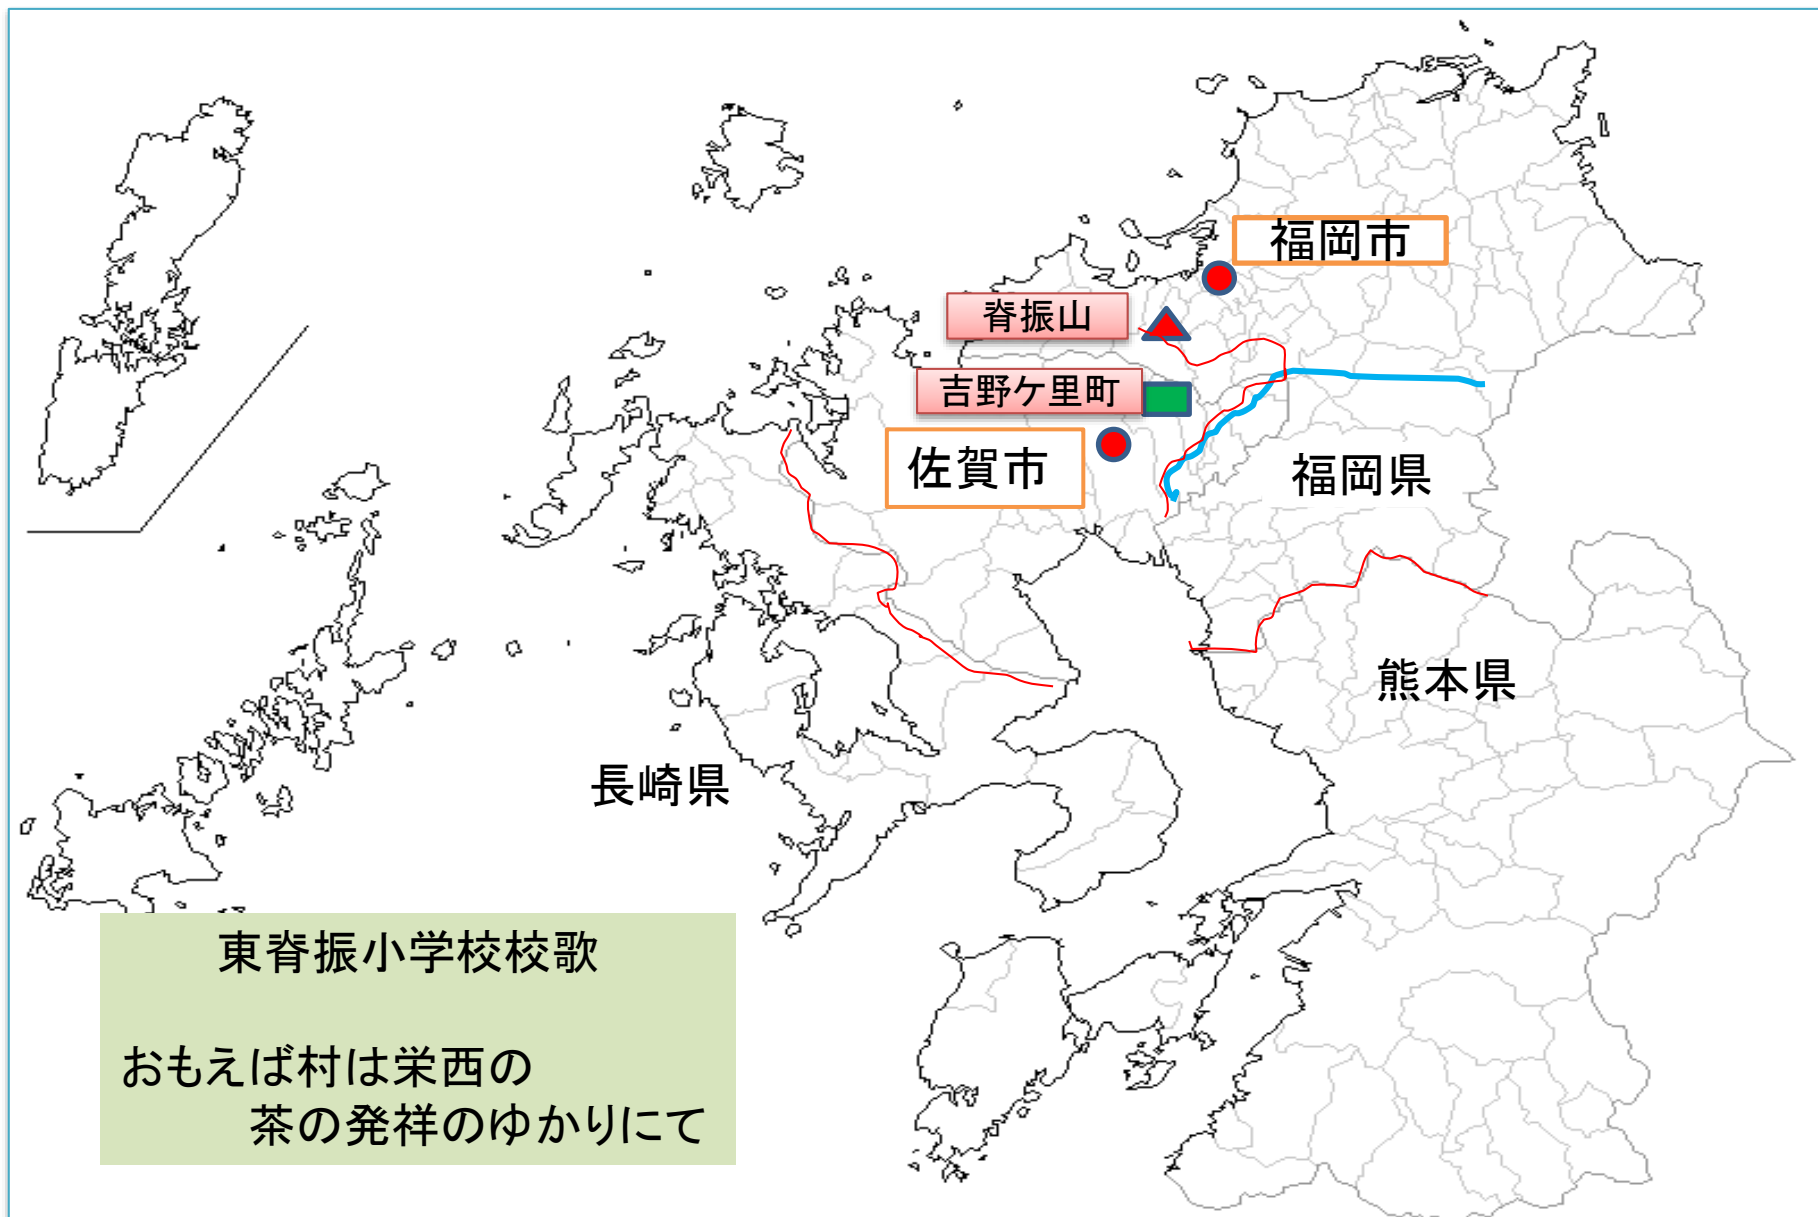 福岡市
脊振山
吉野ケ里町
佐賀市
福岡県
熊本県
長崎県
東脊振小学校校歌
おもえば村は栄西の
茶の発祥のゆかりにて